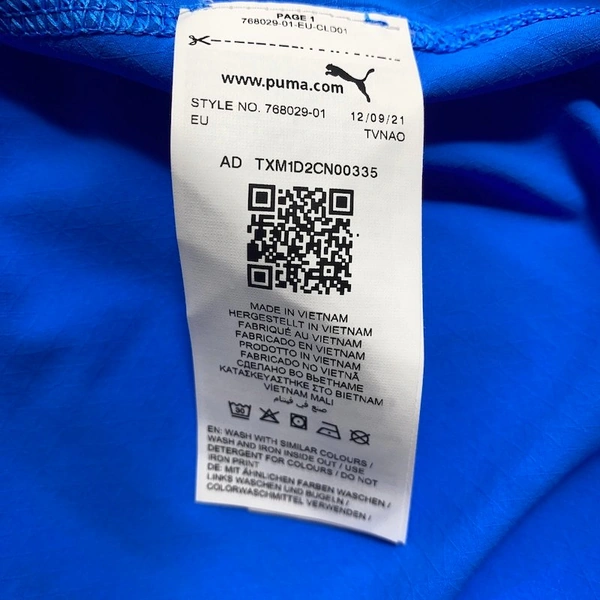 PAGE 1
768029-01-EU-CLD01
www.puma.com
STYLE NO. 768029-01 12/09/21
EU TVNAO
AD TXM1D2CN00335
MADE IN VIETNAM
HERGESTELLT IN VIETNAM
FABRIQUÉ AU VIETNAM
FABRICADO EN VIETNAM
PRODOTTO IN VIETNAM
FABRICADO NO VIETNÃ
СДЕЛАНО ВО ВЬЕТНАМЕ
ΚΑΤΑΣΚΕΥΑΣΤΗΚΕ ΣΤΟ ΒΙΕΤΝΑΜ
VIETNAM MALI
صنع في فيتنام
30
EN: WASH WITH SIMILAR COLOURS /
WASH AND IRON INSIDE OUT / USE
DETERGENT FOR COLOURS / DO NOT
IRON PRINT
DE: MIT ÄHNLICHEN FARBEN WASCHEN /
LINKS WASCHEN UND BÜGELN /
COLORWASCHMITTEL VERWENDEN /